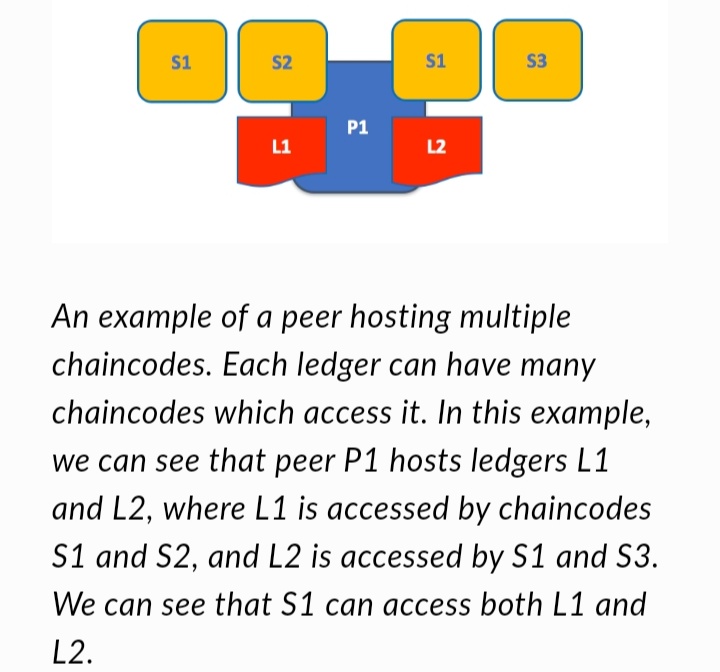 S1 S2 S1 S3
P1
L1 L2
An example of a peer hosting multiple
chaincodes. Each ledger can have many
chaincodes which access it. In this example,
we can see that peer P1 hosts ledgers L1
and L2, where L1 is accessed by chaincodes
S1 and S2, and L2 is accessed by S1 and S3.
We can see that S1 can access both L1 and
L2.